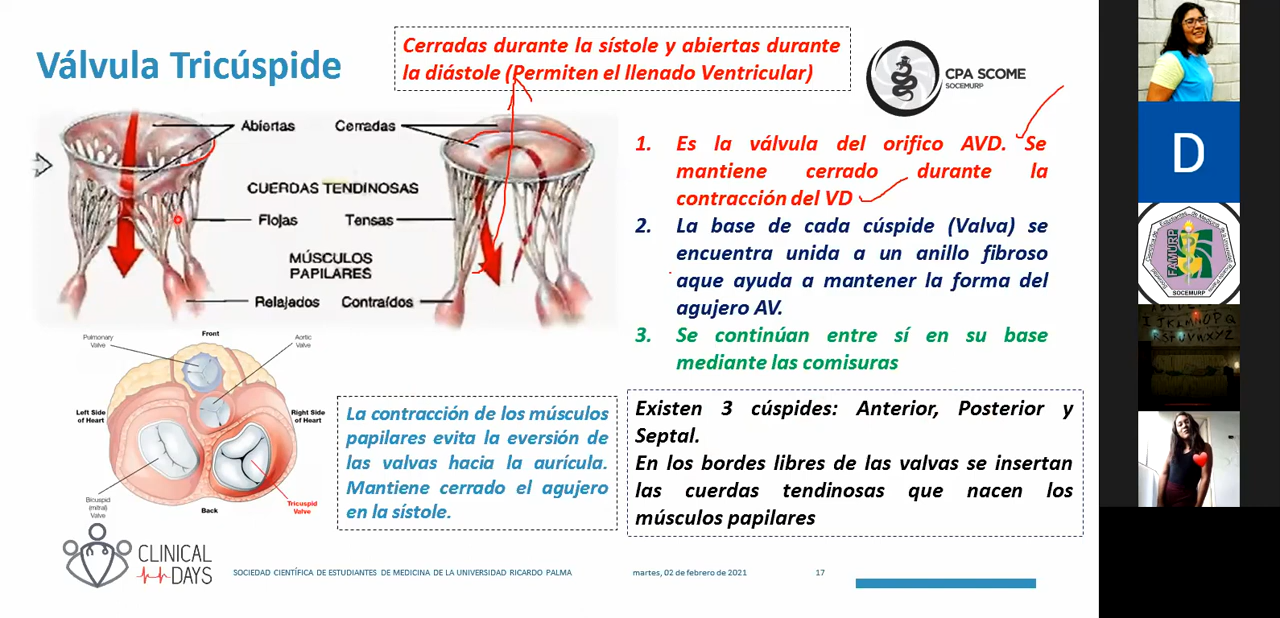 Válvula Tricúspide
Cerradas durante la sístole y abiertas durante
la diástole (Permiten el llenado Ventricular)
CPA SCOME
SOCEMURP
Abiertas
Cerradas
CUERDAS TENDINOSAS
Flojas
Tensas
MÚSCULOS
PAPILARES
Relajados
Contraídos
1. Es la válvula del orifico AVD. Se
mantiene cerrado durante la
contracción del VD
2. La base de cada cúspide (Valva) se
encuentra unida a un anillo fibroso
aque ayuda a mantener la forma del
agujero AV.
3. Se continúan entre sí en su base
mediante las comisuras
Front
Pulmonary
Valve
Aortic
Valve
Left Side
of Heart
Right Side
of Heart
Bicuspid
(mitral)
Valve
Back
Tricuspid
Valve
La contracción de los músculos
papilares evita la eversión de
las valvas hacia la aurícula.
Mantiene cerrado el agujero
en la sístole.
Existen 3 cúspides: Anterior, Posterior y
Septal.
En los bordes libres de las valvas se insertan
las cuerdas tendinosas que nacen los
músculos papilares
CLINICAL
DAYS
SOCIEDAD CIENTÍFICA DE ESTUDIANTES DE MEDICINA DE LA UNIVERSIDAD RICARDO PALMA
martes, 02 de febrero de 2021
17
D
FAMURP
SOCEMURP